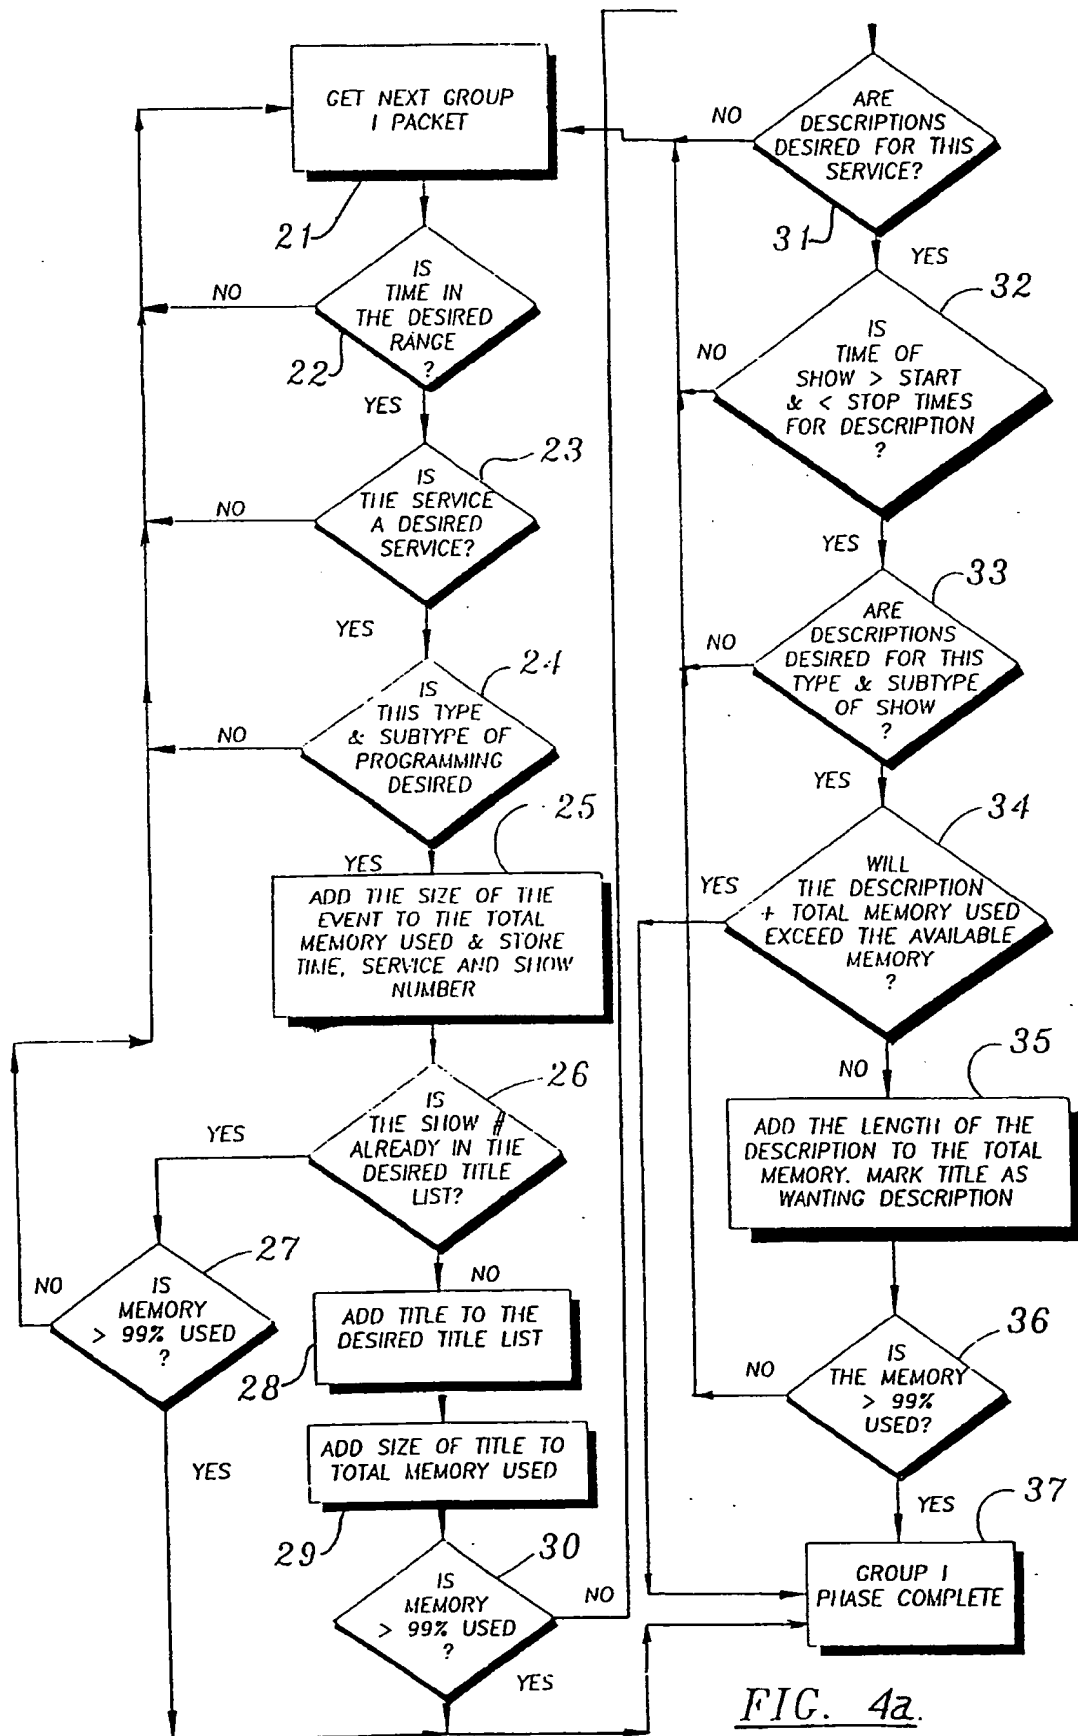 GET NEXT GROUP
1 PACKET
21
IS
TIME IN
THE DESIRED
RANGE
?
22
NO
YES
IS
THE SERVICE
A DESIRED
SERVICE?
23
NO
YES
IS
THIS TYPE
& SUBTYPE OF
PROGRAMMING
DESIRED
24
NO
YES
25
ADD THE SIZE OF THE
EVENT TO THE TOTAL
MEMORY USED & STORE
TIME, SERVICE AND SHOW
NUMBER
IS
THE SHOW #
ALREADY IN THE
DESIRED TITLE
LIST?
26
YES
NO
IS
MEMORY
> 99% USED
?
27
NO
YES
ADD TITLE TO THE
DESIRED TITLE LIST
28
ADD SIZE OF TITLE TO
TOTAL MEMORY USED
29
IS
MEMORY
> 99% USED
?
30
NO
YES
ARE
DESCRIPTIONS
DESIRED FOR THIS
SERVICE?
31
NO
YES
IS
TIME OF
SHOW > START
& < STOP TIMES
FOR DESCRIPTION
?
32
NO
YES
ARE
DESCRIPTIONS
DESIRED FOR THIS
TYPE & SUBTYPE
OF SHOW
?
33
NO
YES
WILL
THE DESCRIPTION
+ TOTAL MEMORY USED
EXCEED THE AVAILABLE
MEMORY
?
34
YES
NO
35
ADD THE LENGTH OF THE
DESCRIPTION TO THE TOTAL
MEMORY. MARK TITLE AS
WANTING DESCRIPTION
IS
THE MEMORY
> 99%
USED?
36
NO
YES
37
GROUP 1
PHASE COMPLETE
FIG. 4a.